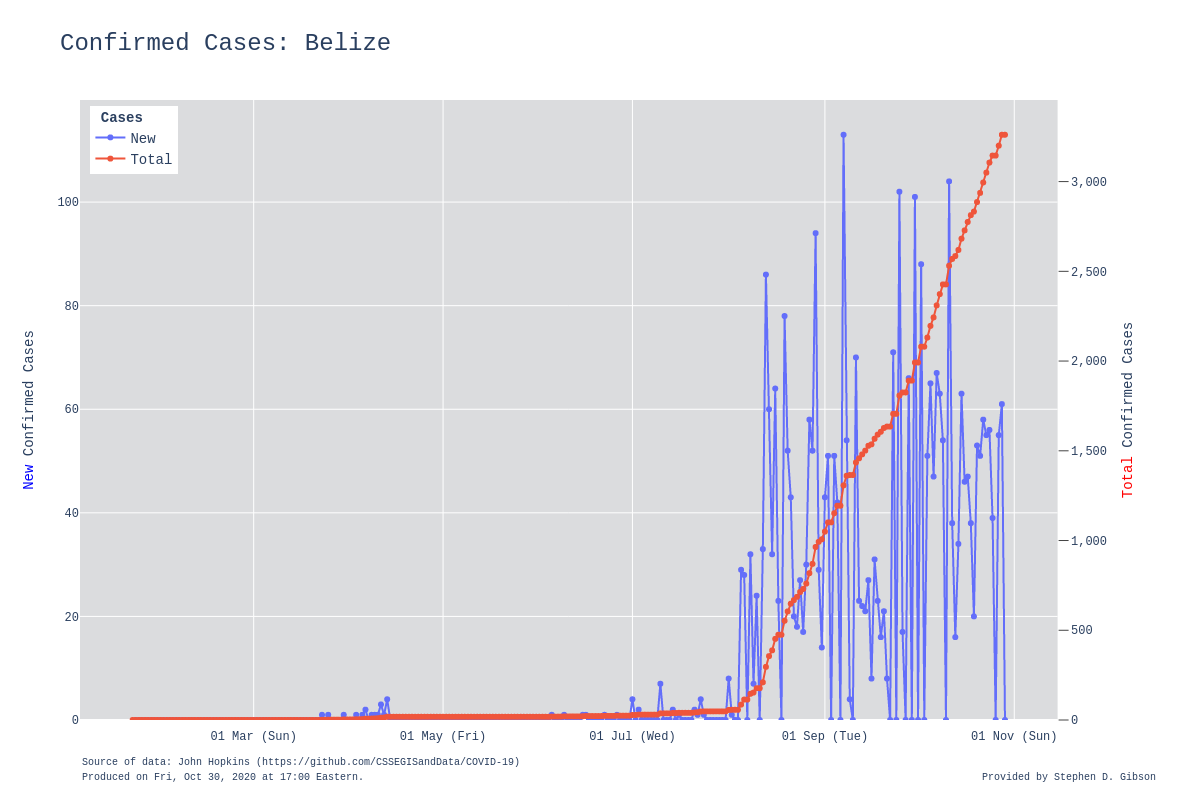 Confirmed Cases: Belize
Cases
New
Total
100
80
60
40
20
0
3,000
2,500
2,000
1,500
1,000
500
0
New Confirmed Cases
Total Confirmed Cases
01 Mar (Sun)
01 May (Fri)
01 Jul (Wed)
01 Sep (Tue)
01 Nov (Sun)
Source of data: John Hopkins (https://github.com/CSSEGISandData/COVID-19)
Produced on Fri, Oct 30, 2020 at 17:00 Eastern.
Provided by Stephen D. Gibson